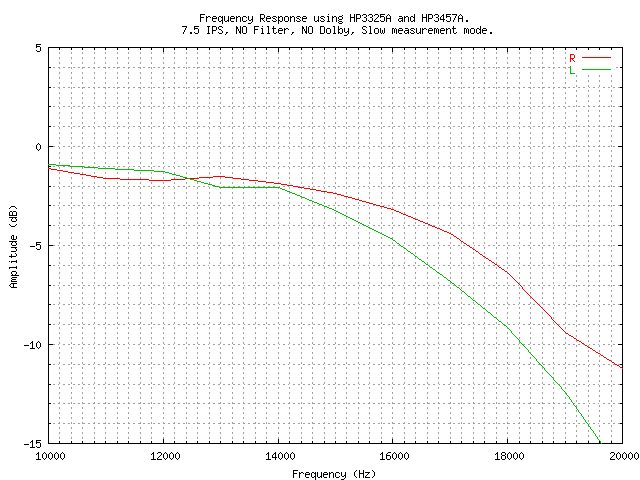 Frequency Response using HP3325A and HP3457A.
7.5 IPS, NO Filter, NO Dolby, Slow measurement mode.
R
L
5
0
-5
-10
-15
Amplitude (dB)
10000 12000 14000 16000 18000 20000
Frequency (Hz)